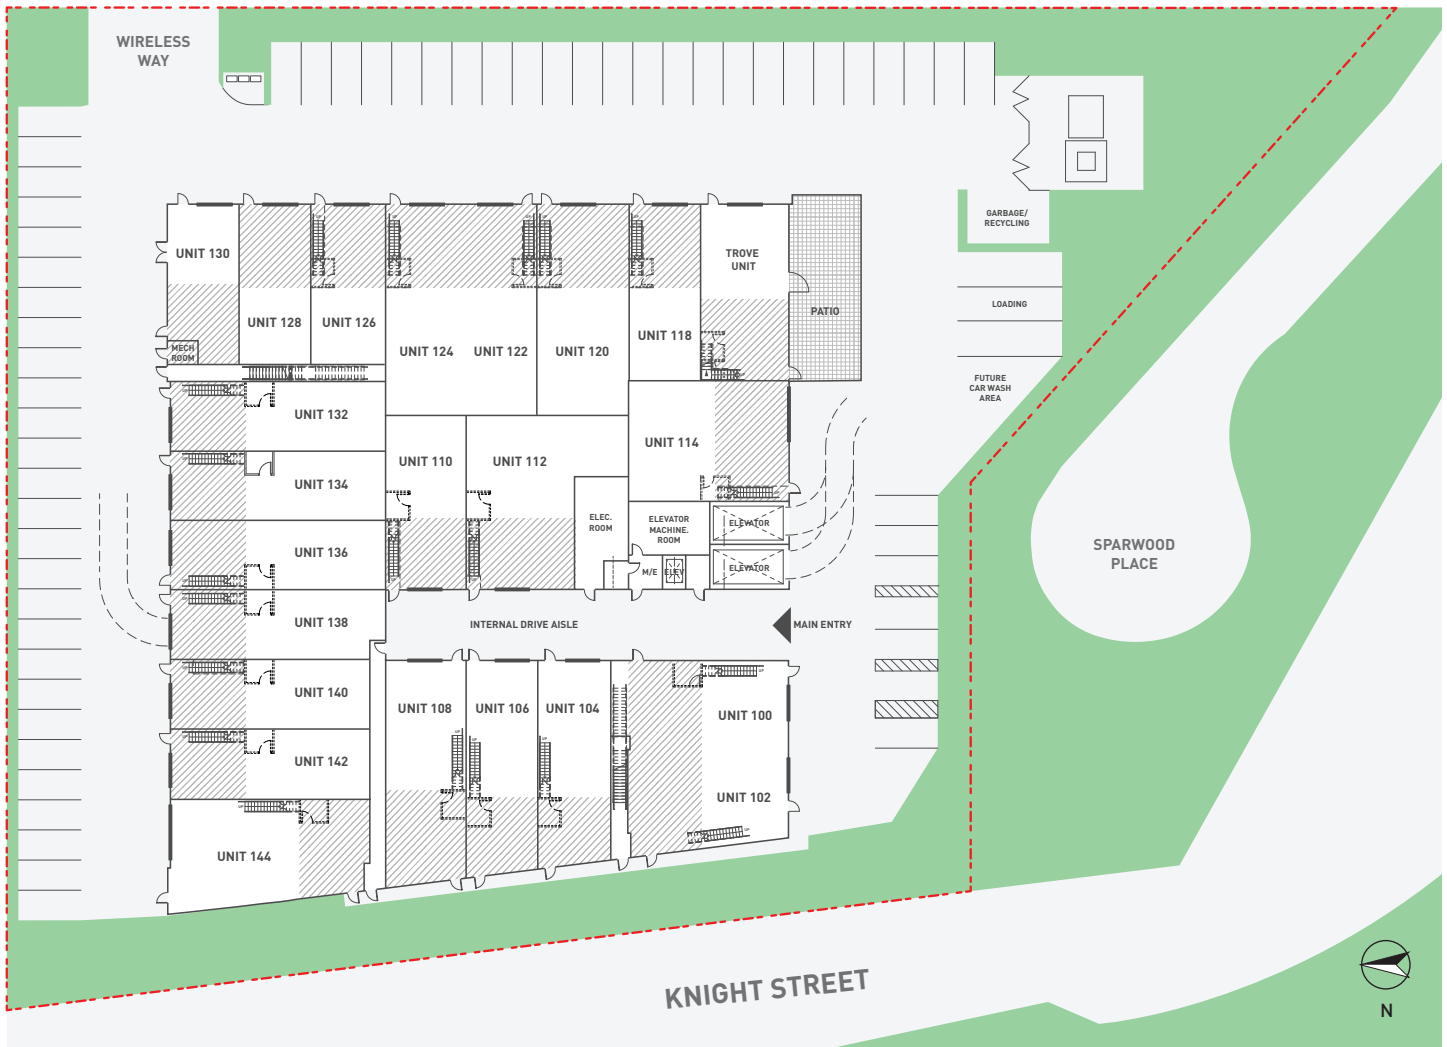 WIRELESS
WAY
UNIT 130
TROVE
UNIT
GARBAGE/
RECYCLING
LOADING
PATIO
UNIT 128
UNIT 126
UNIT 124
UNIT 122
UNIT 120
UNIT 118
MECH
ROOM
FUTURE
CAR WASH
AREA
UNIT 132
UNIT 114
UNIT 110
UNIT 112
UNIT 134
ELEC.
ROOM
ELEVATOR
MACHINE.
ROOM
ELEVATOR
UNIT 136
M/E
ELEV
ELEVATOR
SPARWOOD
PLACE
UNIT 138
INTERNAL DRIVE AISLE
MAIN ENTRY
UNIT 140
UNIT 108
UNIT 106
UNIT 104
UNIT 100
UNIT 142
UNIT 102
UNIT 144
KNIGHT STREET
N